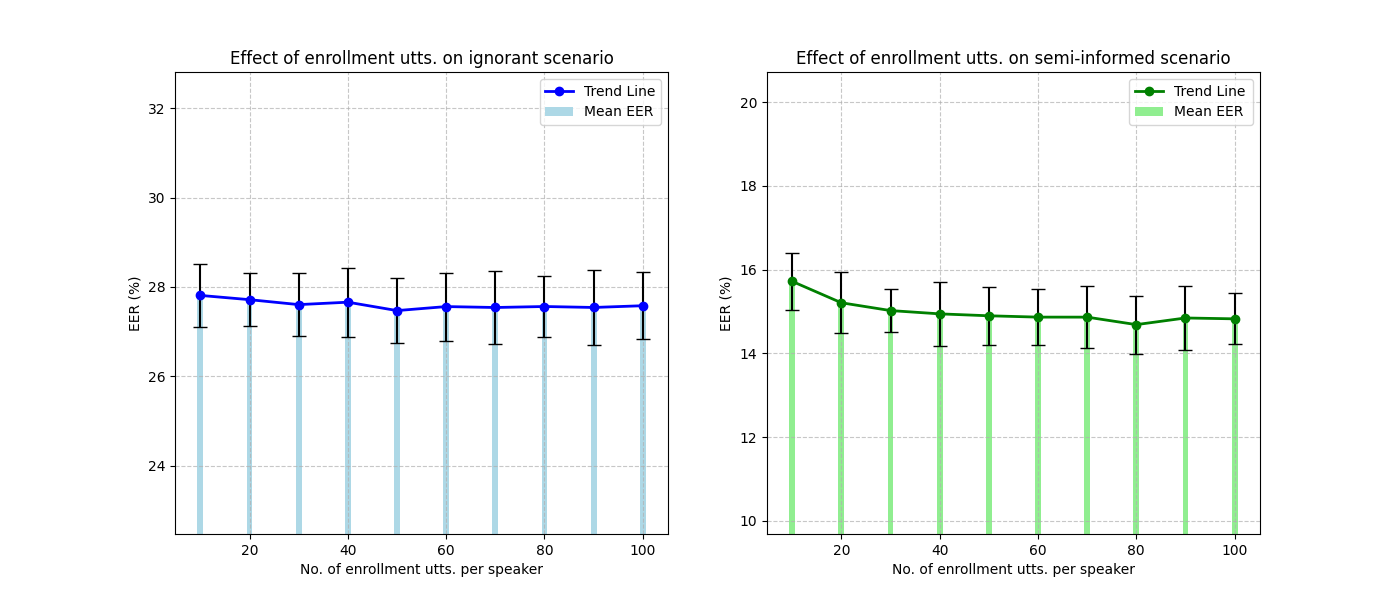 Effect of enrollment utts. on ignorant scenario
32
30
28
26
24
EER (%)
Trend Line
Mean EER
20 40 60 80 100
No. of enrollment utts. per speaker
Effect of enrollment utts. on semi-informed scenario
20
18
16
14
12
10
EER (%)
Trend Line
Mean EER
20 40 60 80 100
No. of enrollment utts. per speaker